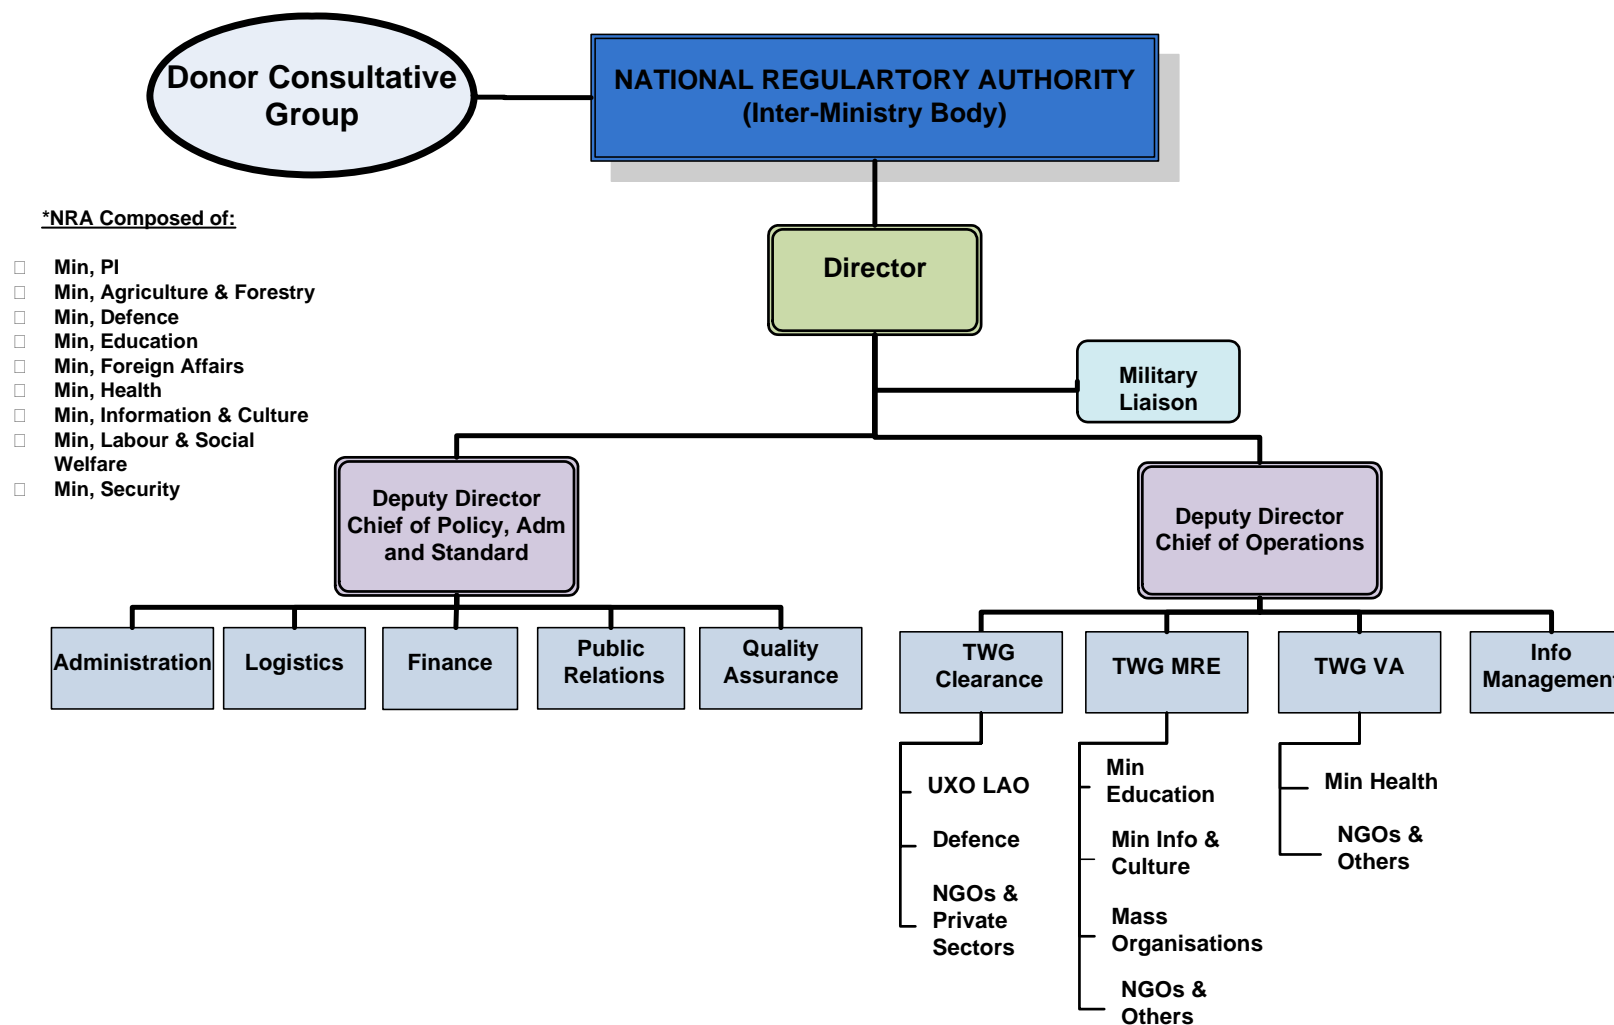 Donor Consultative
Group
NATIONAL REGULARTORY AUTHORITY
(Inter-Ministry Body)
*NRA Composed of:
Min, PI
Min, Agriculture & Forestry
Min, Defence
Min, Education
Min, Foreign Affairs
Min, Health
Min, Information & Culture
Min, Labour & Social
Welfare
Min, Security
Director
Military
Liaison
Deputy Director
Chief of Policy, Adm
and Standard
Deputy Director
Chief of Operations
Administration
Logistics
Finance
Public
Relations
Quality
Assurance
TWG
Clearance
TWG MRE
TWG VA
Info
Management
UXO LAO
Defence
NGOs &
Private
Sectors
Min
Education
Min Info &
Culture
Mass
Organisations
NGOs &
Others
Min Health
NGOs &
Others